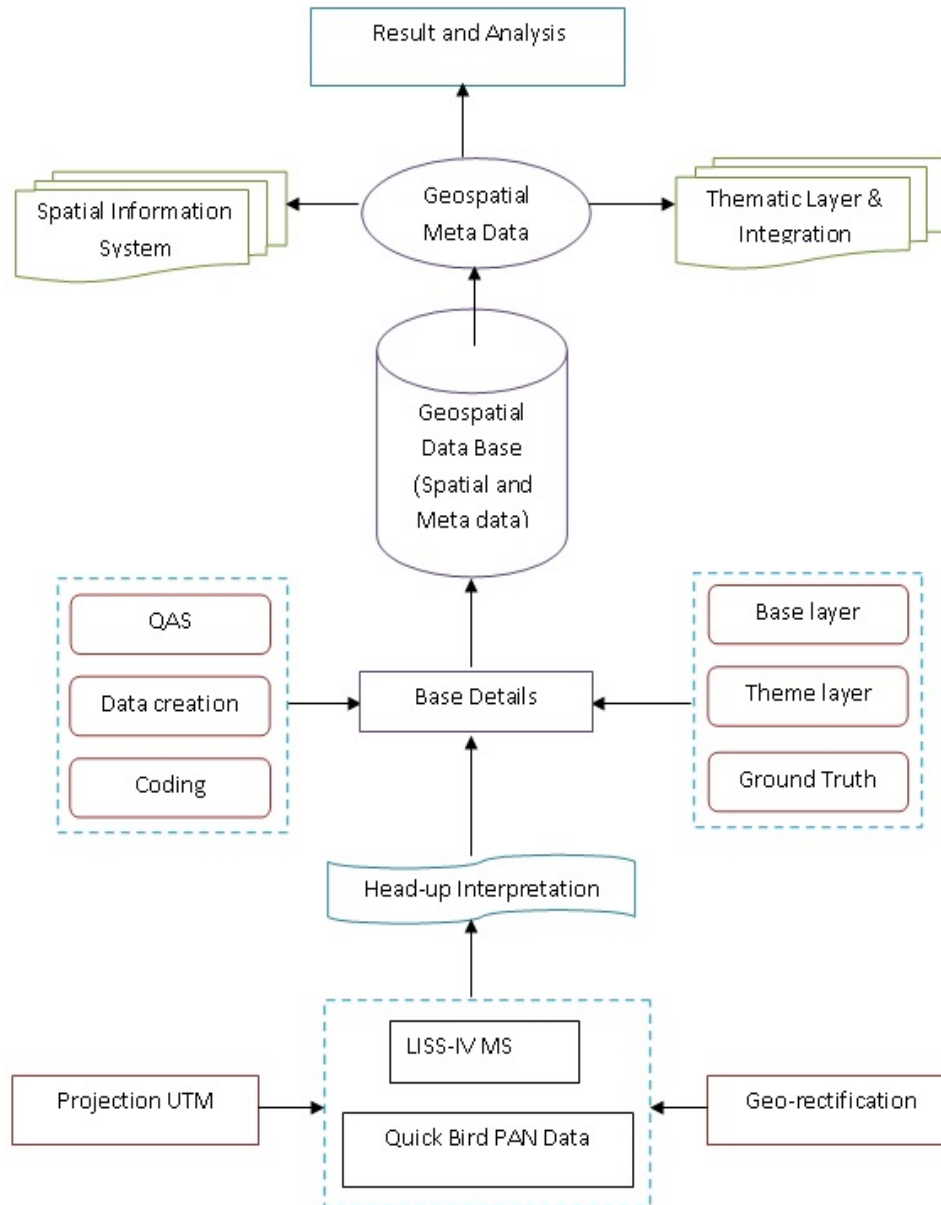 Result and Analysis
Spatial Information
System
Geospatial
Meta Data
Thematic Layer &
Integration
Geospatial
Data Base
(Spatial and
Meta data)
QAS
Data creation
Coding
Base Details
Base layer
Theme layer
Ground Truth
Head-up Interpretation
LISS-IV MS
Projection UTM
Quick Bird PAN Data
Geo-rectification